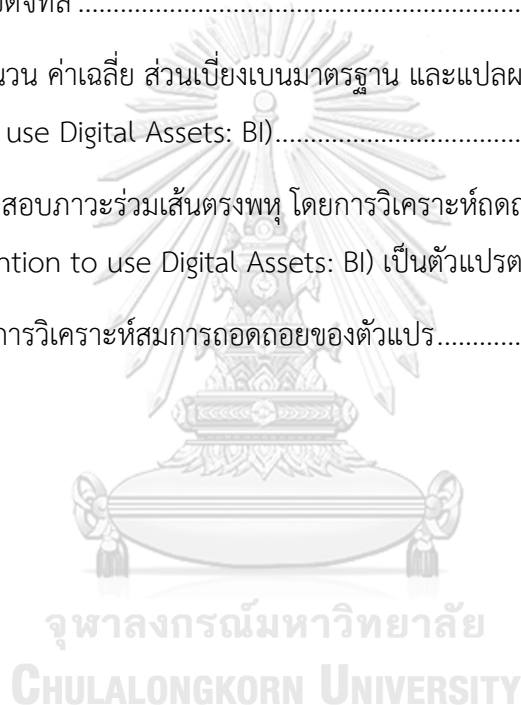 ดิจิทัล ..........................................................................
นวน ค่าเฉลี่ย ส่วนเบี่ยงเบนมาตรฐาน และแปลผ
use Digital Assets: BI)..............................................
สอบภาวะร่วมเส้นตรงพหุ โดยการวิเคราะห์ถดถ
ntion to use Digital Assets: BI) เป็นตัวแปรต
การวิเคราะห์สมการถอดถอยของตัวแปร.............
จุฬาลงกรณ์มหาวิทยาลัย
CHULALONGKORN UNIVERSITY